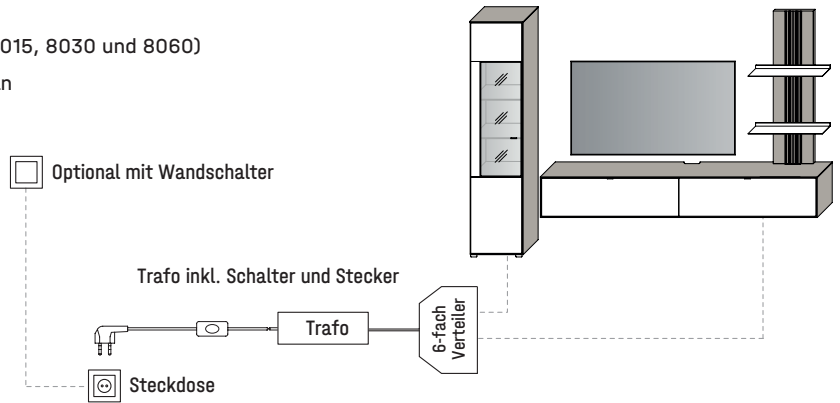 015, 8030 und 8060)
Optional mit Wandschalter
Trafo inkl. Schalter und Stecker
Trafo
6-fach
Verteiler
Steckdose